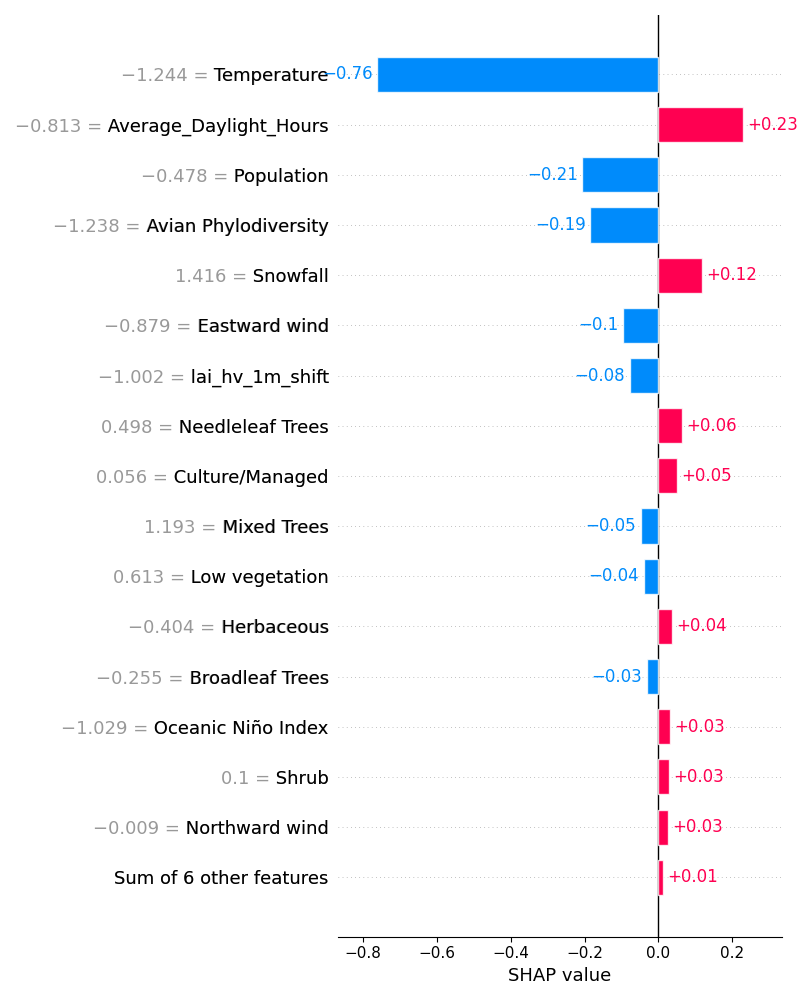 −1.244 = Temperature −0.76
−0.813 = Average_Daylight_Hours +0.23
−0.478 = Population −0.21
−1.238 = Avian Phylodiversity −0.19
1.416 = Snowfall +0.12
−0.879 = Eastward wind −0.1
−1.002 = lai_hv_1m_shift −0.08
0.498 = Needleleaf Trees +0.06
0.056 = Culture/Managed +0.05
1.193 = Mixed Trees −0.05
0.613 = Low vegetation −0.04
−0.404 = Herbaceous +0.04
−0.255 = Broadleaf Trees −0.03
−1.029 = Oceanic Niño Index +0.03
0.1 = Shrub +0.03
−0.009 = Northward wind +0.03
Sum of 6 other features +0.01
−0.8 −0.6 −0.4 −0.2 0.0 0.2
SHAP value